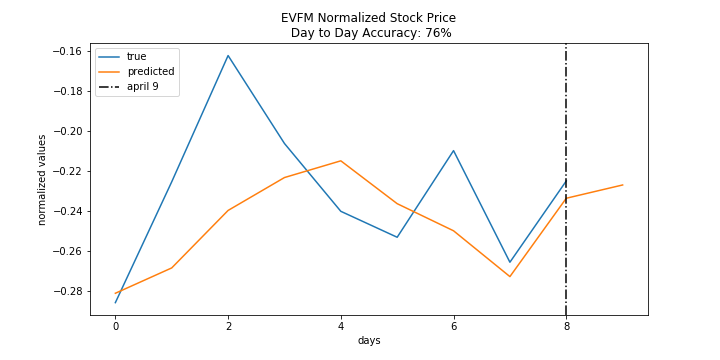 EVFM Normalized Stock Price
Day to Day Accuracy: 76%
true
predicted
april 9
normalized values
−0.16
−0.18
−0.20
−0.22
−0.24
−0.26
−0.28
0
2
4
6
8
days